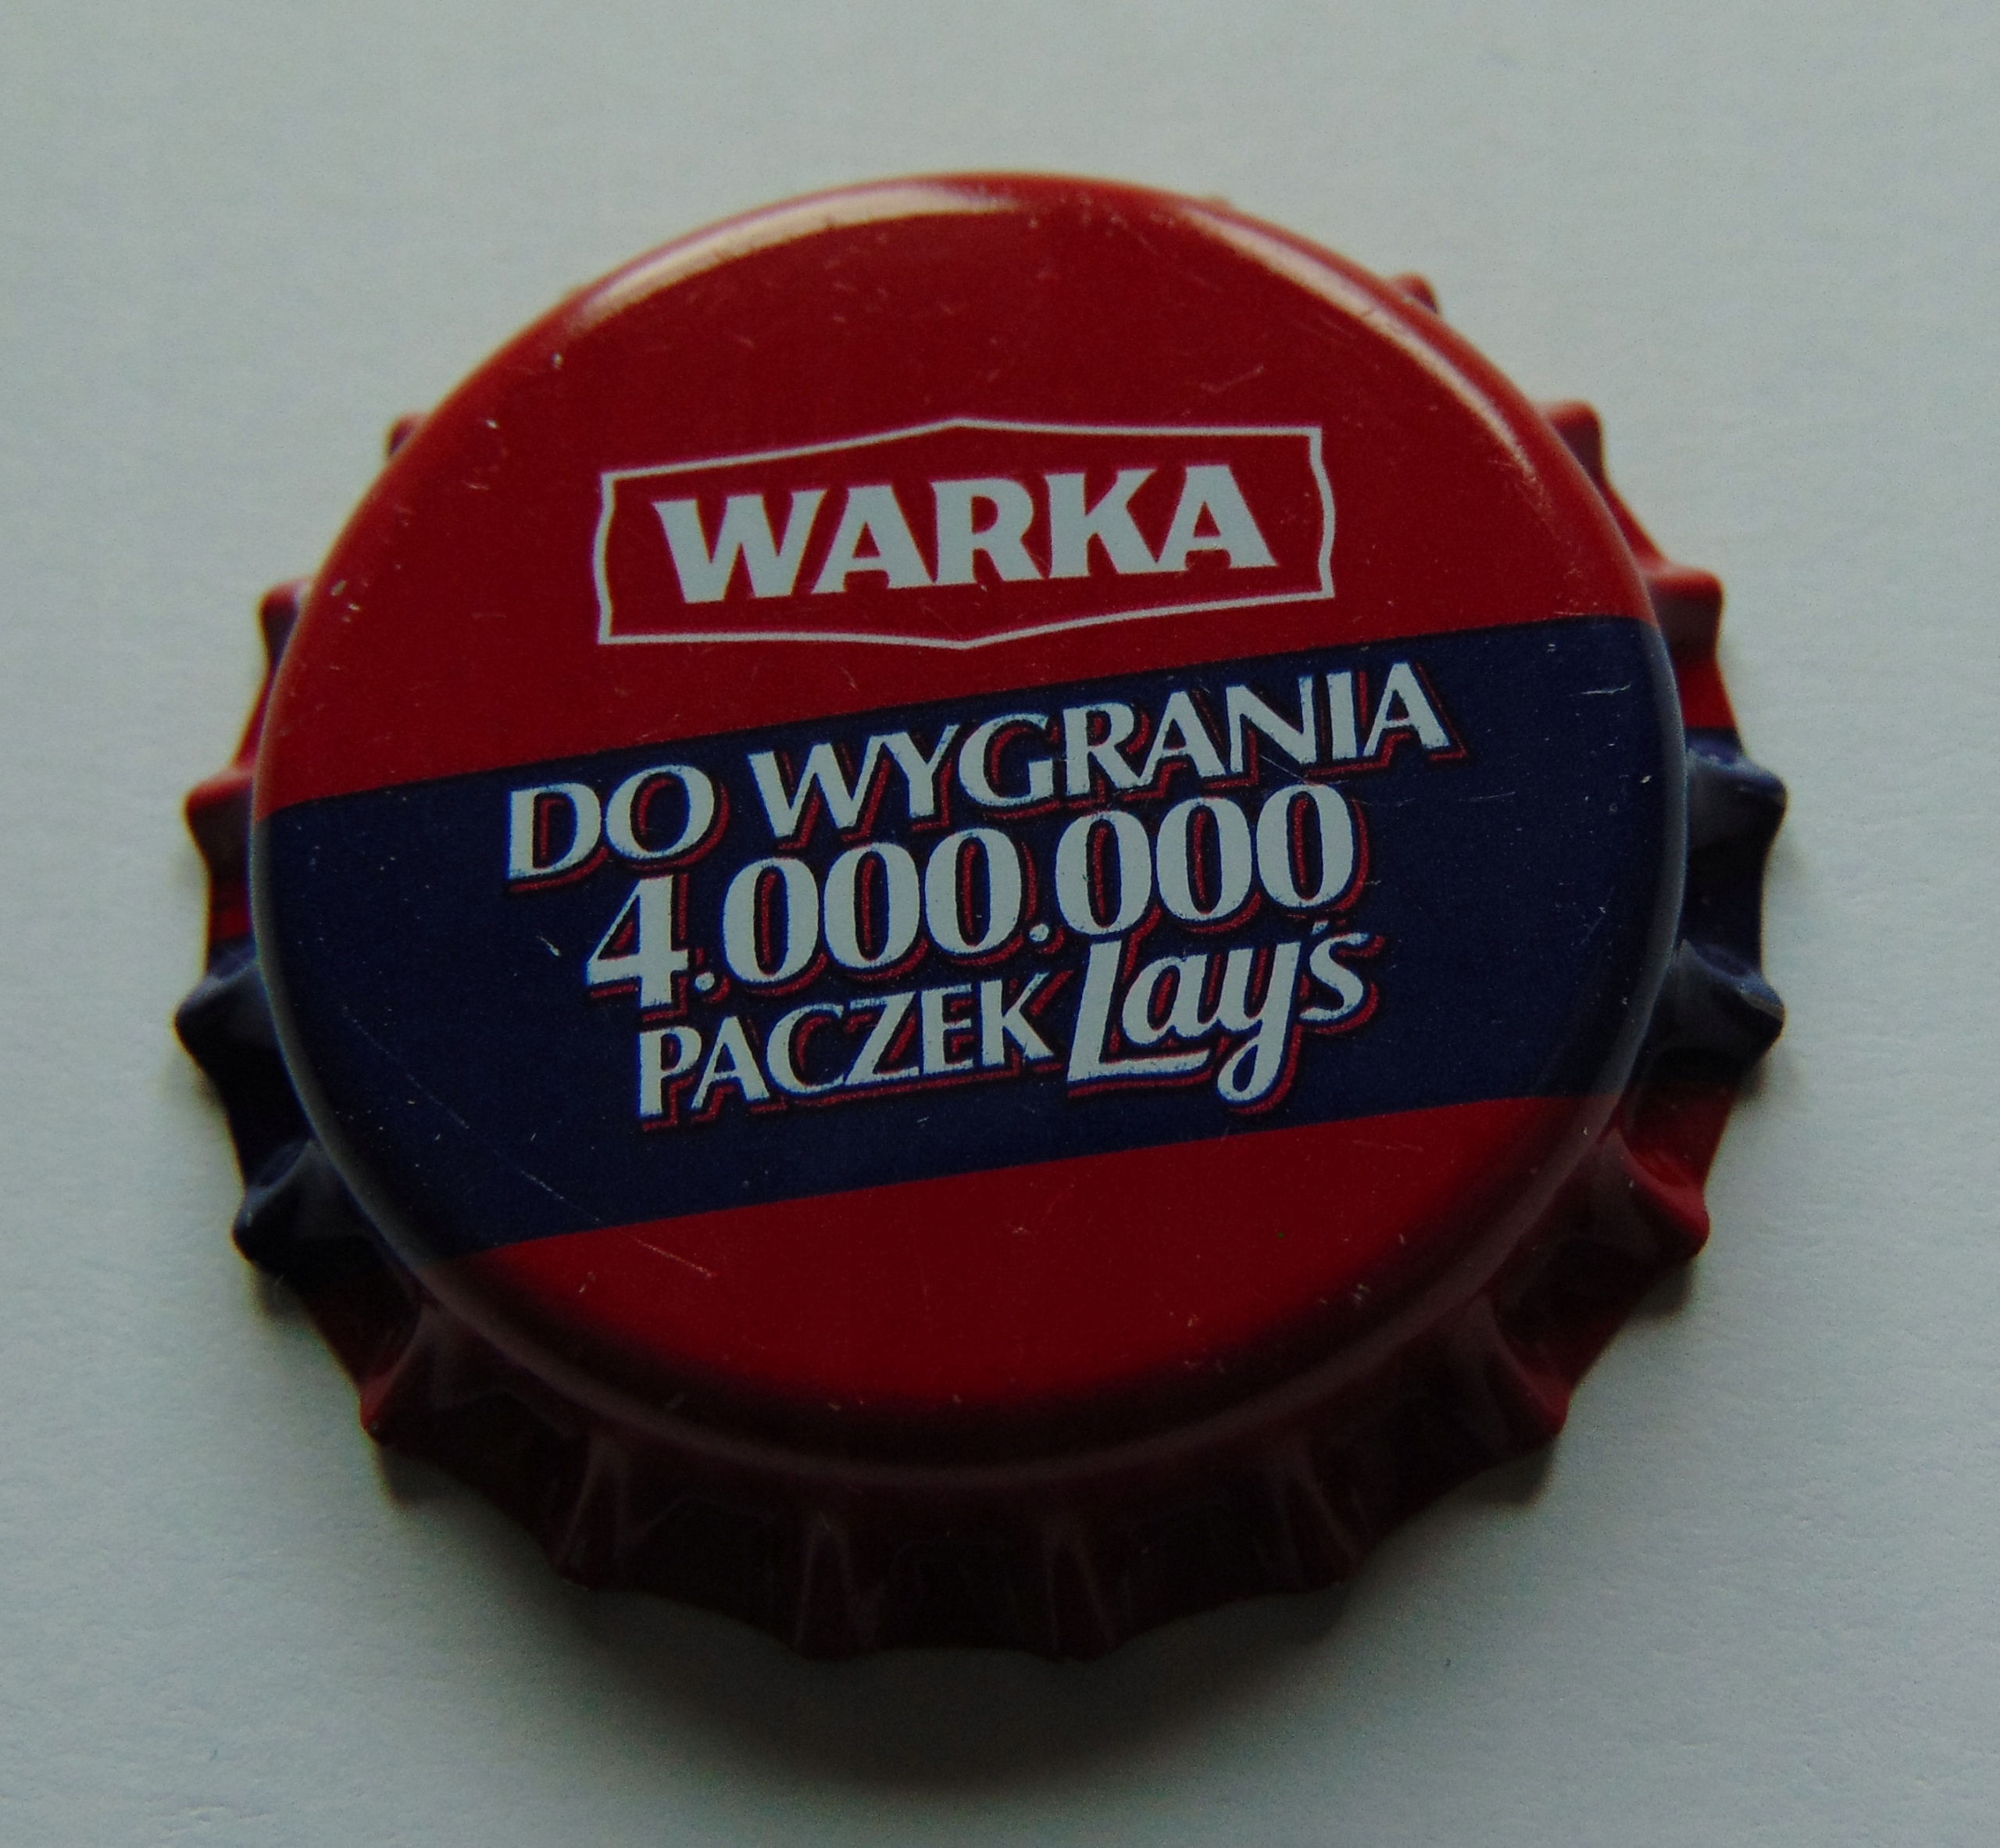 WARKA
DO WYGRANIA
4.000.000
PACZEK Lay's